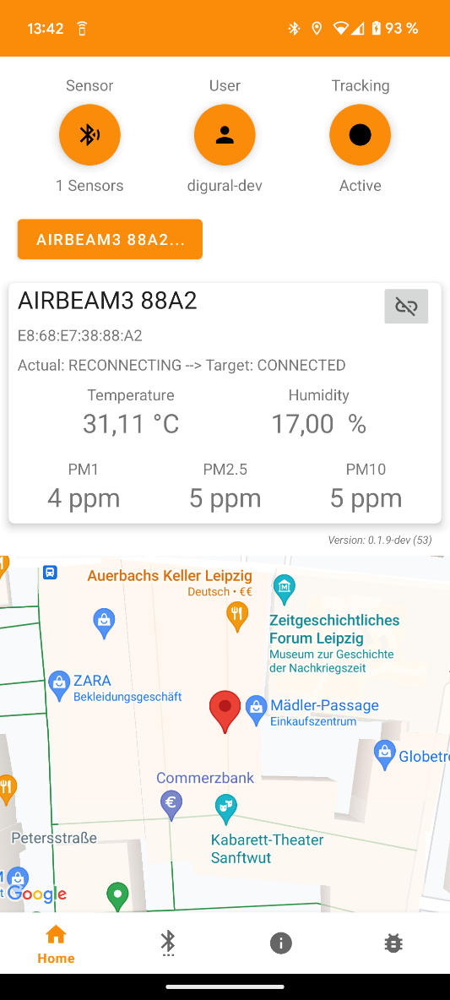 13:42
93 %
Sensor
User
Tracking
1 Sensors
digural-dev
Active
AIRBEAM3 88A2...
AIRBEAM3 88A2
E8:68:E7:38:88:A2
Actual: RECONNECTING --> Target: CONNECTED
Temperature
Humidity
31,11 °C
17,00 %
PM1
PM2.5
PM10
4 ppm
5 ppm
5 ppm
Version: 0.1.9-dev (53)
Auerbachs Keller Leipzig
Deutsch • €€
Zeitgeschichtliches
Forum Leipzig
Museum zur Geschichte
der Nachkriegszeit
ZARA
Bekleidungsgeschäft
Mädler-Passage
Einkaufszentrum
Globetr
Commerzbank
Kabarett-Theater
Sanftwut
Petersstraße
Google
Home